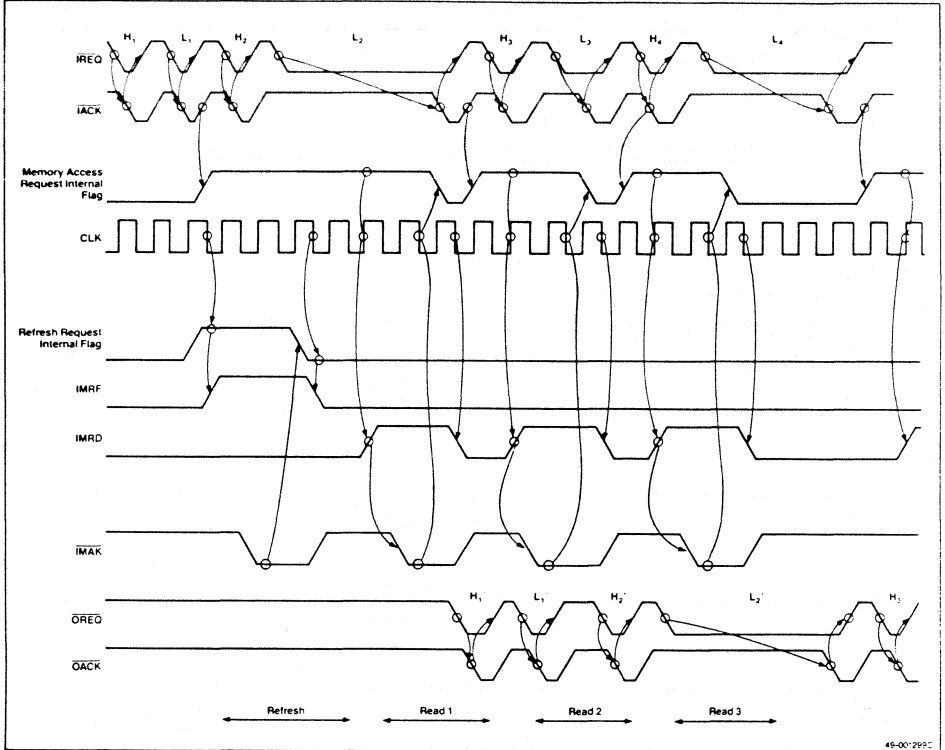 H1 L1 H2 L2 H3 L3 H4 L4
IREQ
IACK
Memory Access
Request Internal
Flag
CLK
Refresh Request
Internal Flag
IMRF
IMRD
IMAK
H1' L1' H2' L2' H3
OREQ
OACK
Refresh Read 1 Read 2 Read 3